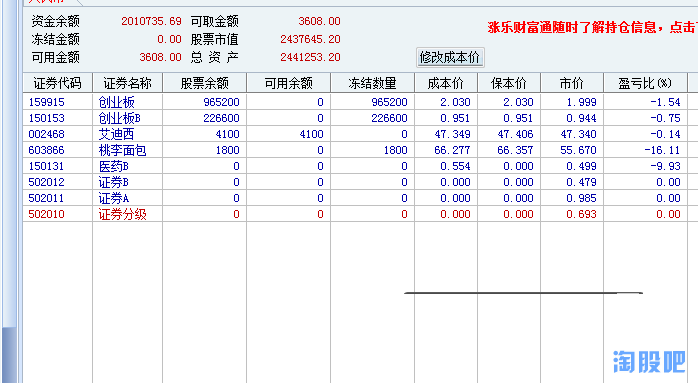 资金余额 2010735.69 可取金额 3608.00
张乐财富通随时了解持仓信息，点击
冻结金额 0.00 股票市值 2437645.20
可用金额 3608.00 总 资 产 2441253.20 修改成本价
证券代码 证券名称 股票余额 可用余额 冻结数量 成本价 保本价 市价 盈亏比(%)
159915 创业板 965200 0 965200 2.030 2.030 1.999 -1.54
150153 创业板B 226600 0 226600 0.951 0.951 0.944 -0.75
002468 艾迪西 4100 4100 0 47.349 47.406 47.340 -0.14
603866 桃李面包 1800 0 1800 66.277 66.357 55.670 -16.11
150131 医药B 0 0 0 0.554 0.000 0.499 -9.93
502012 证券B 0 0 0 0.000 0.000 0.479 0.00
502011 证券A 0 0 0 0.000 0.000 0.985 0.00
502010 证券分级 0 0 0 0.000 0.000 0.693 0.00
淘股吧